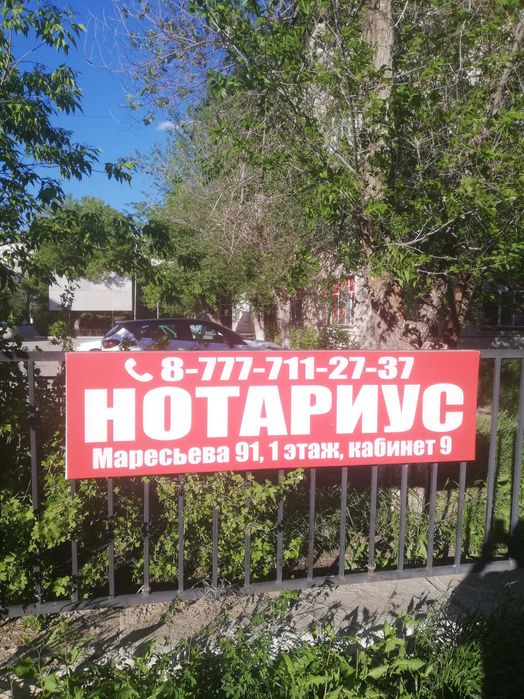 8-777-711-27-37
НОТАРИУС
Маресьева 91, 1 этаж, кабинет 9